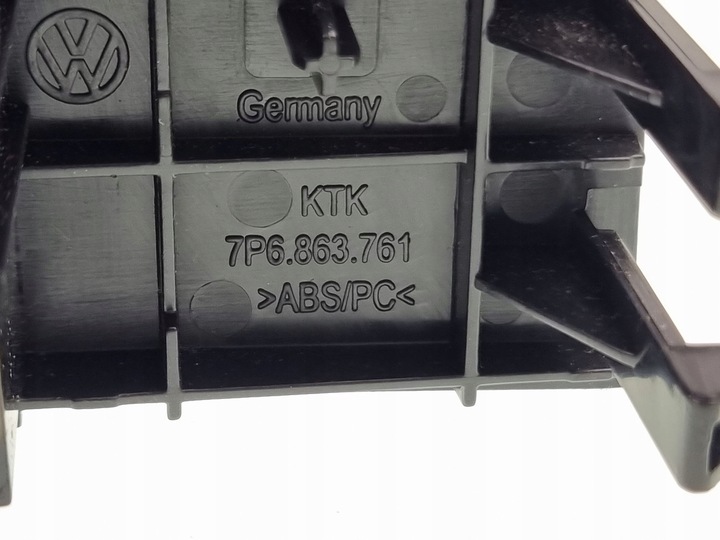 Germany
KTK
7P6.863.761
>ABS/PC<